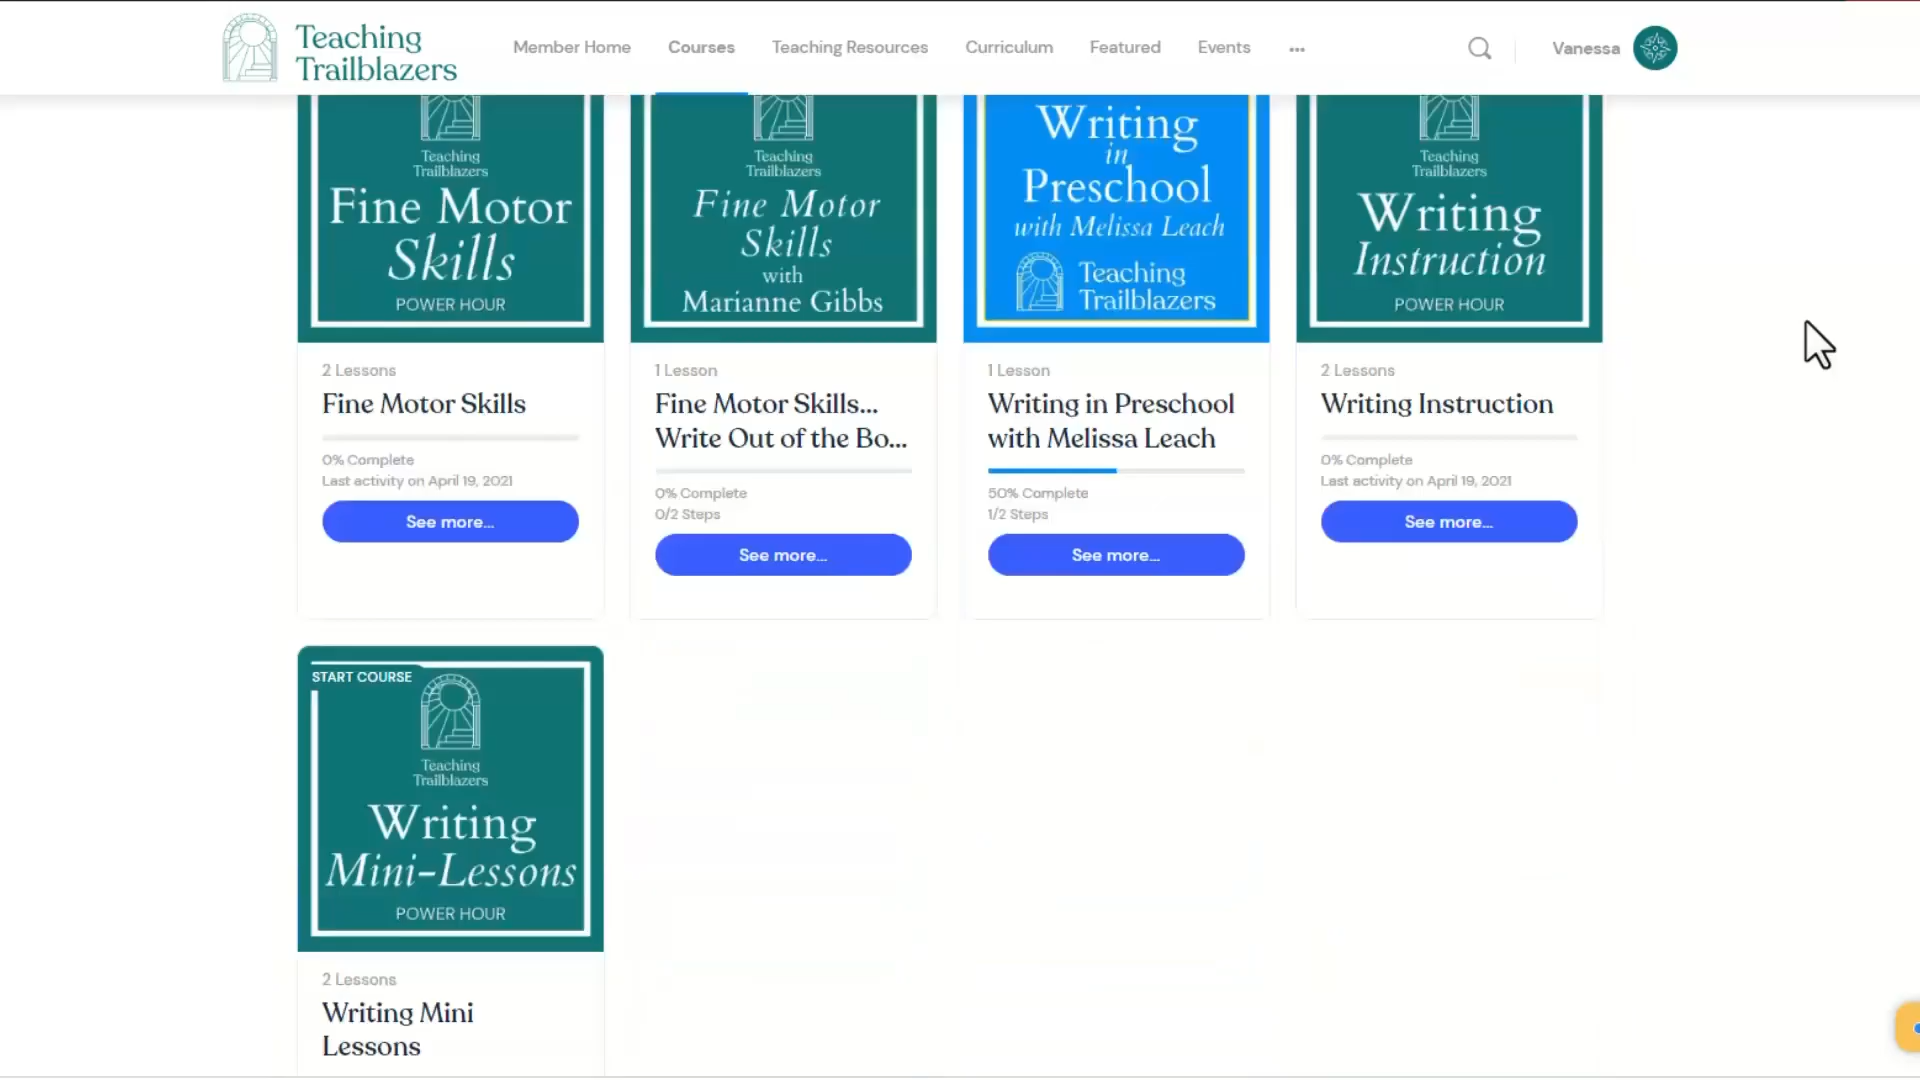 Teaching
Trailblazers
Member Home
Courses
Teaching Resources
Curriculum
Featured
Events
...
Vanessa
Teaching
Trailblazers
Fine Motor
Skills
POWER HOUR
2 Lessons
Fine Motor Skills
0% Complete
Last activity on April 19, 2021
See more...
Teaching
Trailblazers
Fine Motor
Skills
with
Marianne Gibbs
1 Lesson
Fine Motor Skills...
Write Out of the Bo...
0% Complete
0/2 Steps
See more...
Writing
in
Preschool
with Melissa Leach
Teaching
Trailblazers
1 Lesson
Writing in Preschool
with Melissa Leach
50% Complete
1/2 Steps
See more...
Teaching
Trailblazers
Writing
Instruction
POWER HOUR
2 Lessons
Writing Instruction
0% Complete
Last activity on April 19, 2021
See more...
START COURSE
Teaching
Trailblazers
Writing
Mini-Lessons
POWER HOUR
2 Lessons
Writing Mini
Lessons